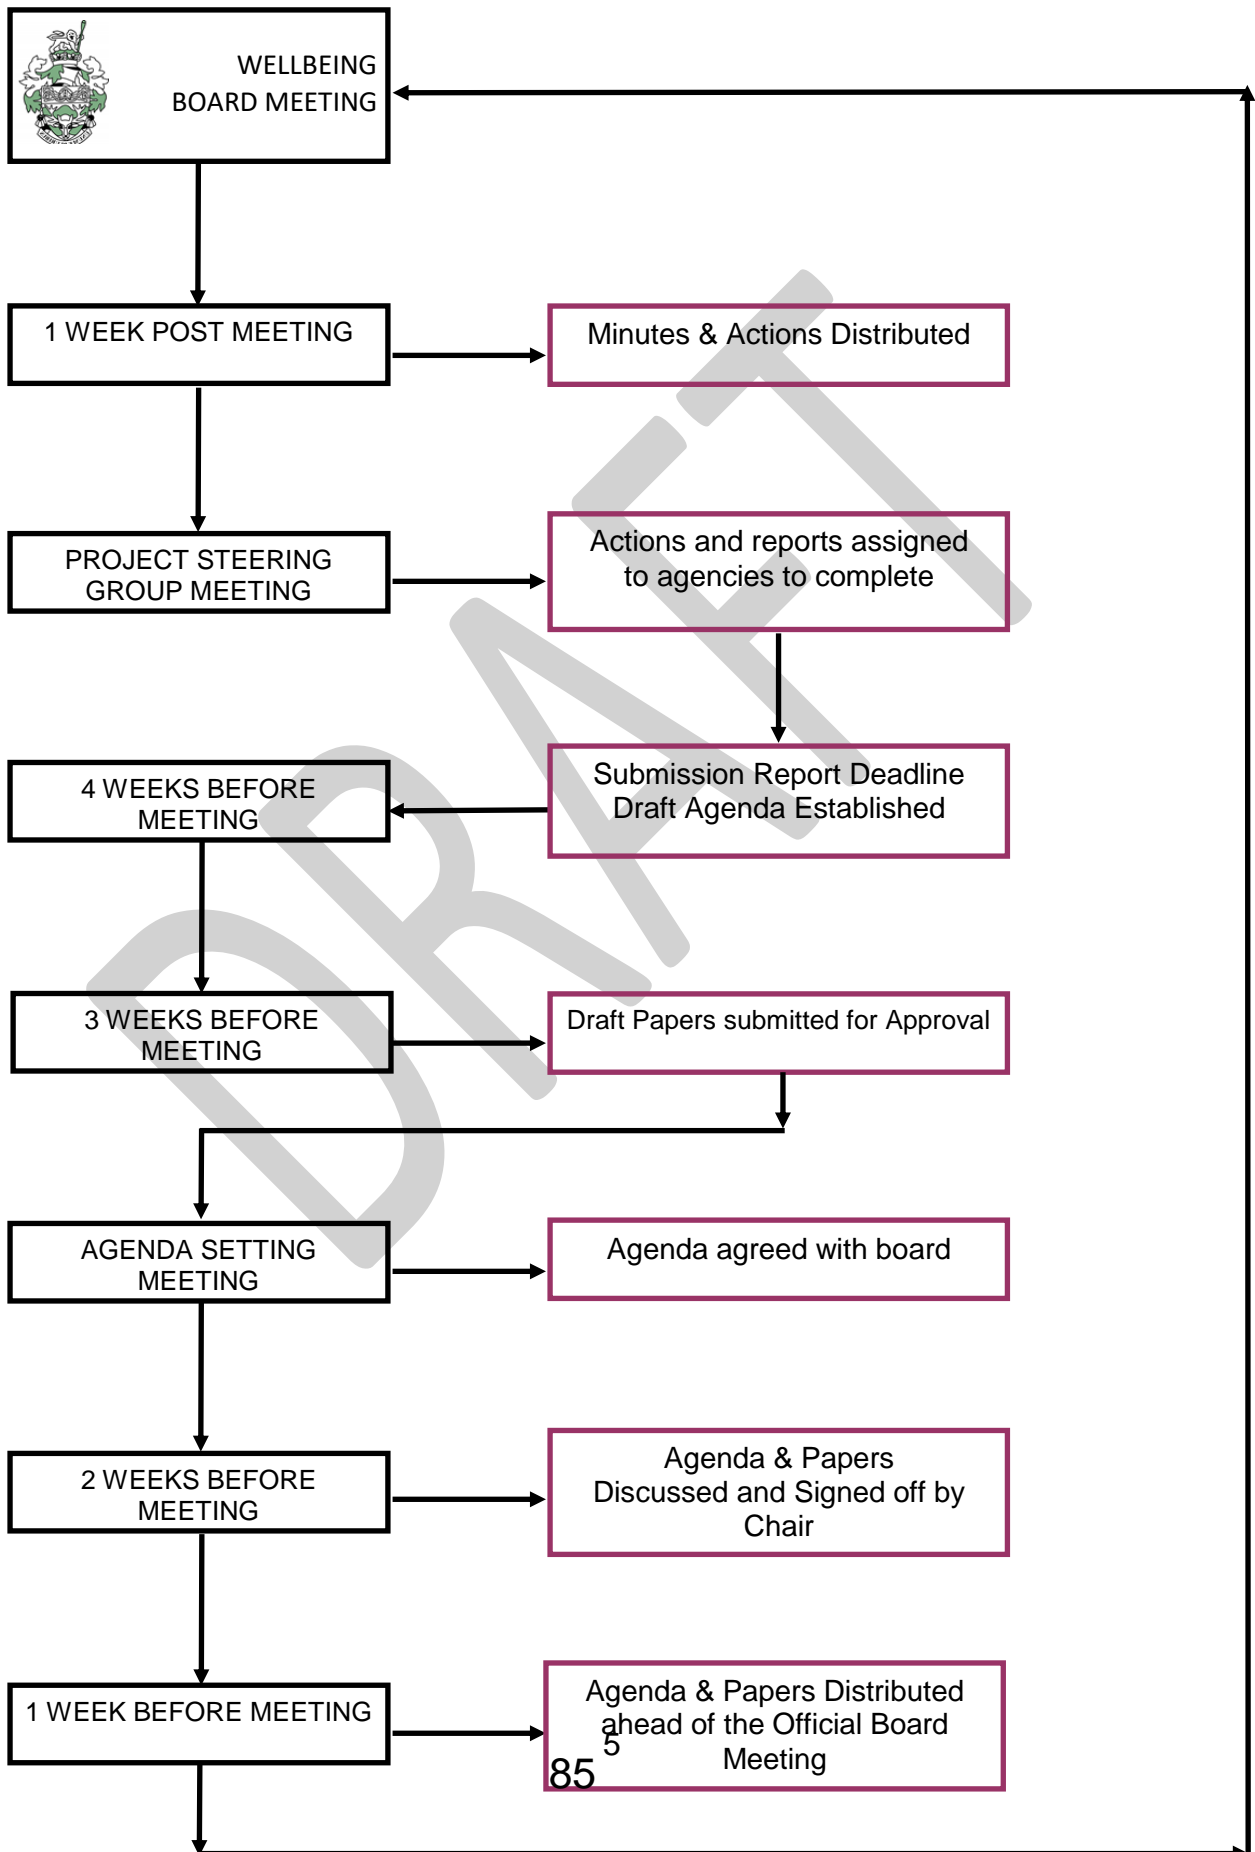 WELLBEING
BOARD MEETING
1 WEEK POST MEETING
Minutes & Actions Distributed
PROJECT STEERING
GROUP MEETING
Actions and reports assigned
to agencies to complete
4 WEEKS BEFORE
MEETING
Submission Report Deadline
Draft Agenda Established
3 WEEKS BEFORE
MEETING
Draft Papers submitted for Approval
AGENDA SETTING
MEETING
Agenda agreed with board
2 WEEKS BEFORE
MEETING
Agenda & Papers
Discussed and Signed off by
Chair
1 WEEK BEFORE MEETING
Agenda & Papers Distributed
ahead of the Official Board
Meeting
5
85
DRAFT